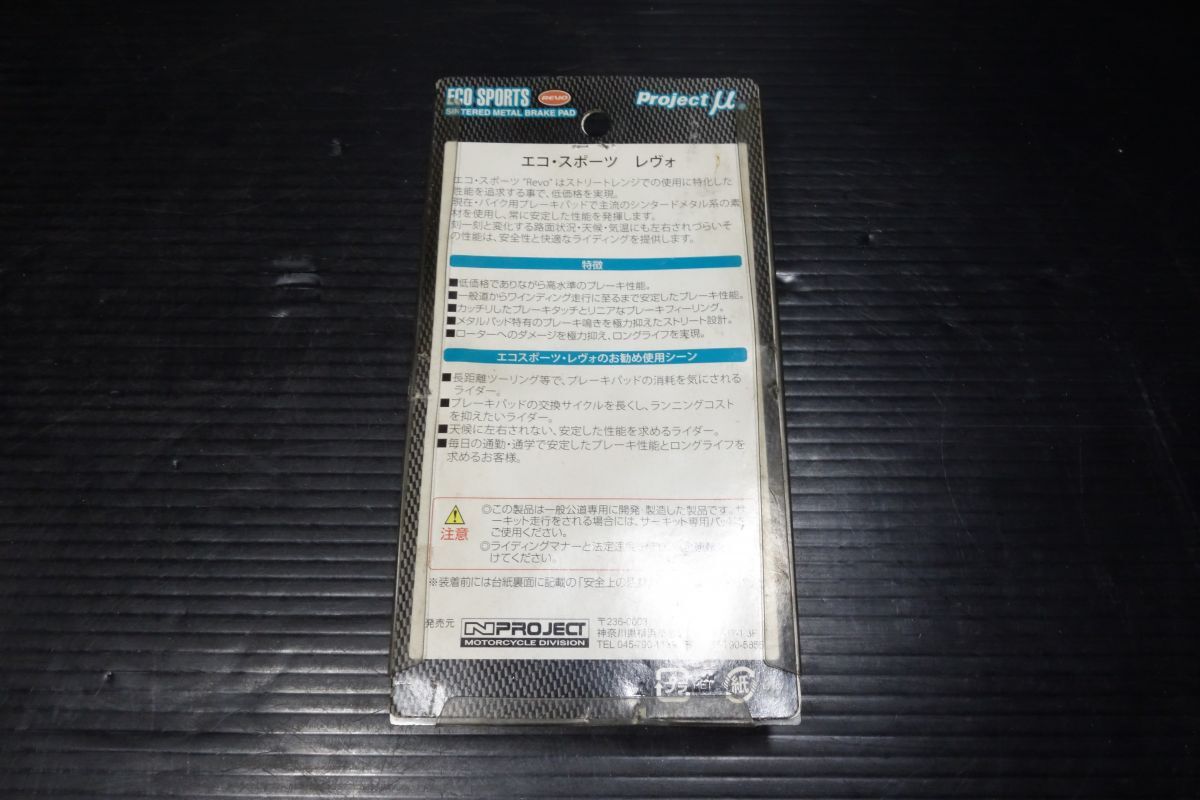 ECO SPORTS REVO
Project μ
SINTERED METAL BRAKE PAD
エコ・スポーツ レヴォ
エコ・スポーツ"Revo"はストリートレンジでの使用に特化した
性能を追求する事で、低価格を実現。
現在・バイク用ブレーキパッドで主流のシンタードメタル系の素
材を使用し、常に安定した性能を発揮します。
刻一刻と変化する路面状況・天候・気温にも左右されづらいそ
の性能は、安全性と快適なライディングを提供します。
特徴
■低価格でありながら高水準のブレーキ性能。
■一般道からワインディング走行に至るまで安定したブレーキ性能。
■カッチリしたブレーキタッチとリニアなブレーキフィーリング。
■メタルパッド特有のブレーキ鳴きを極力抑えたストリート設計。
■ローターへのダメージを極力抑え、ロングライフを実現。
エコスポーツ・レヴォのお勧め使用シーン
■長距離ツーリング等で、ブレーキパッドの消耗を気にされる
ライダー。
■ブレーキパッドの交換サイクルを長くし、ランニングコスト
を抑えたいライダー。
■天候に左右されない、安定した性能を求めるライダー。
■毎日の通勤・通学で安定したブレーキ性能とロングライフを
求めるお客様。
注意
◎この製品は一般公道専用に開発・製造した製品です。サ
ーキット走行をされる場合には、サーキット専用パッドを
ご使用ください。
◎ライディングマナーと法定速度
けてください。
※装着前には台紙裏面に記載の「安全上の
発売元
N PROJECT
MOTORCYCLE DIVISION
〒236-0003
神奈川県横浜市
TEL 045-790
プラ
紙